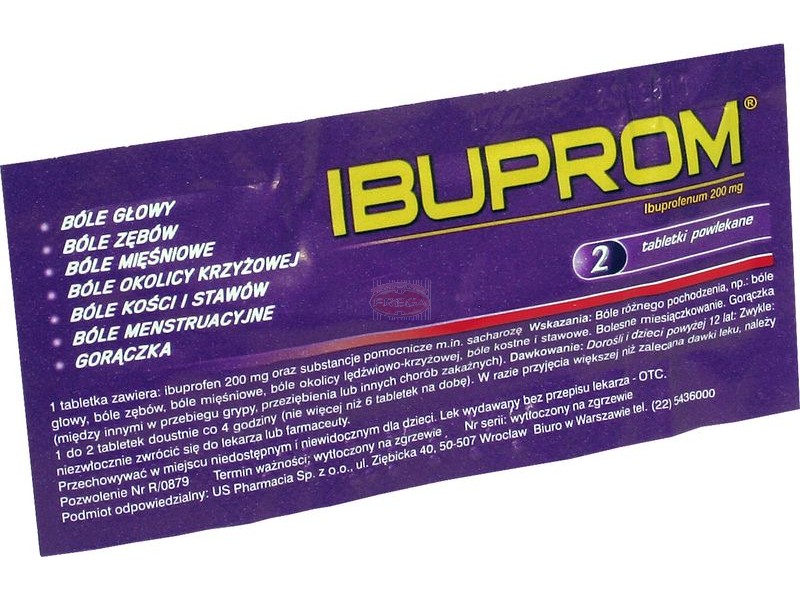 IBUPROM®
Ibuprofenum 200 mg
2 tabletki powlekane
• BÓLE GŁOWY
• BÓLE ZĘBÓW
• BÓLE MIĘŚNIOWE
• BÓLE OKOLICY KRZYŻOWEJ
• BÓLE KOŚCI I STAWÓW
• BÓLE MENSTRUACYJNE
• GORĄCZKA
FREGA
1 tabletka zawiera: ibuprofen 200 mg oraz substancje pomocnicze m.in. sacharozę Wskazania: Bóle różnego pochodzenia, np.: bóle
głowy, bóle zębów, bóle mięśniowe, bóle okolicy lędźwiowo-krzyżowej, bóle kostne i stawowe. Bolesne miesiączkowanie. Gorączka
(między innymi w przebiegu grypy, przeziębienia lub innych chorób zakaźnych). Dawkowanie: Dorośli i dzieci powyżej 12 lat: Zwykle:
1 do 2 tabletek doustnie co 4 godziny (nie więcej niż 6 tabletek na dobę). W razie przyjęcia większej niż zalecana dawki leku, należy
niezwłocznie zwrócić się do lekarza lub farmaceuty.
Przechowywać w miejscu niedostępnym i niewidocznym dla dzieci. Lek wydawany bez przepisu lekarza - OTC.
Pozwolenie Nr R/0879 Termin ważności: wytłoczony na zgrzewie Nr serii: wytłoczony na zgrzewie
Podmiot odpowiedzialny: US Pharmacia Sp. z o.o., ul. Ziębicka 40, 50-507 Wrocław Biuro w Warszawie tel. (22) 5436000